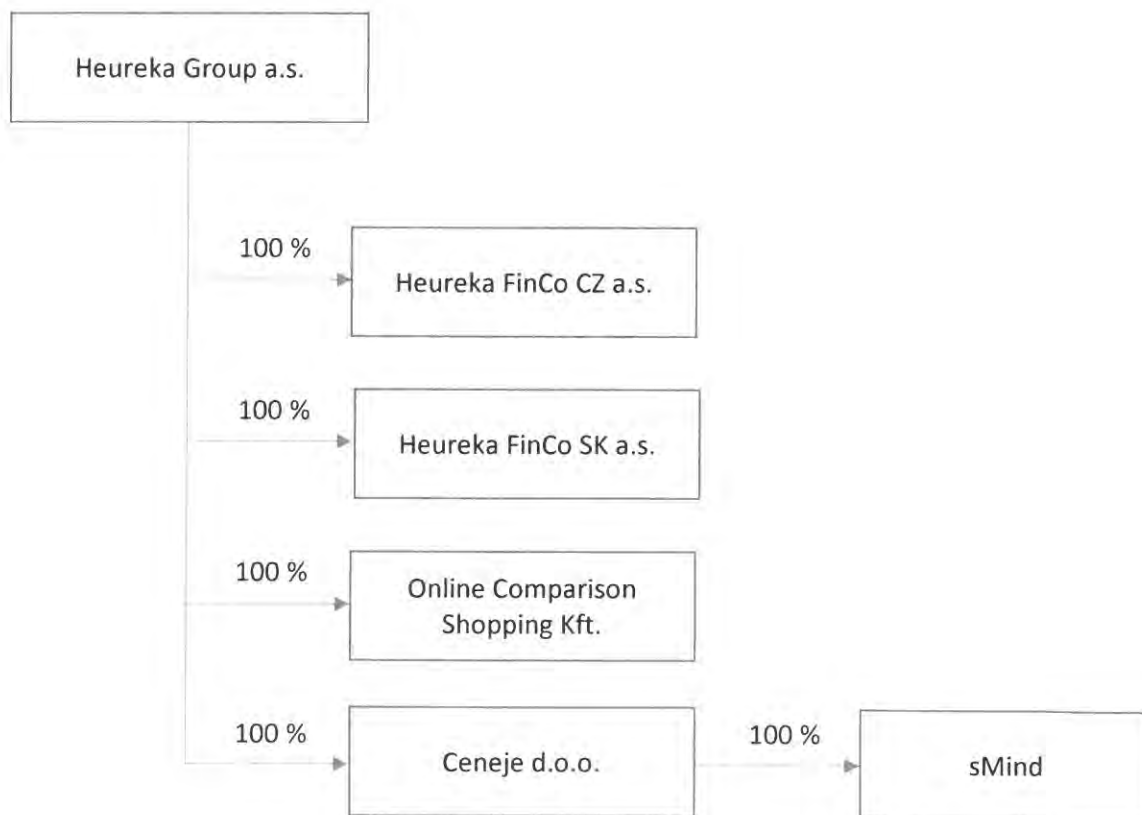 Heureka Group a.s.
100 %
Heureka FinCo CZ a.s.
100 %
Heureka FinCo SK a.s.
100 %
Online Comparison
Shopping Kft.
100 %
Ceneje d.o.o.
100 %
sMind